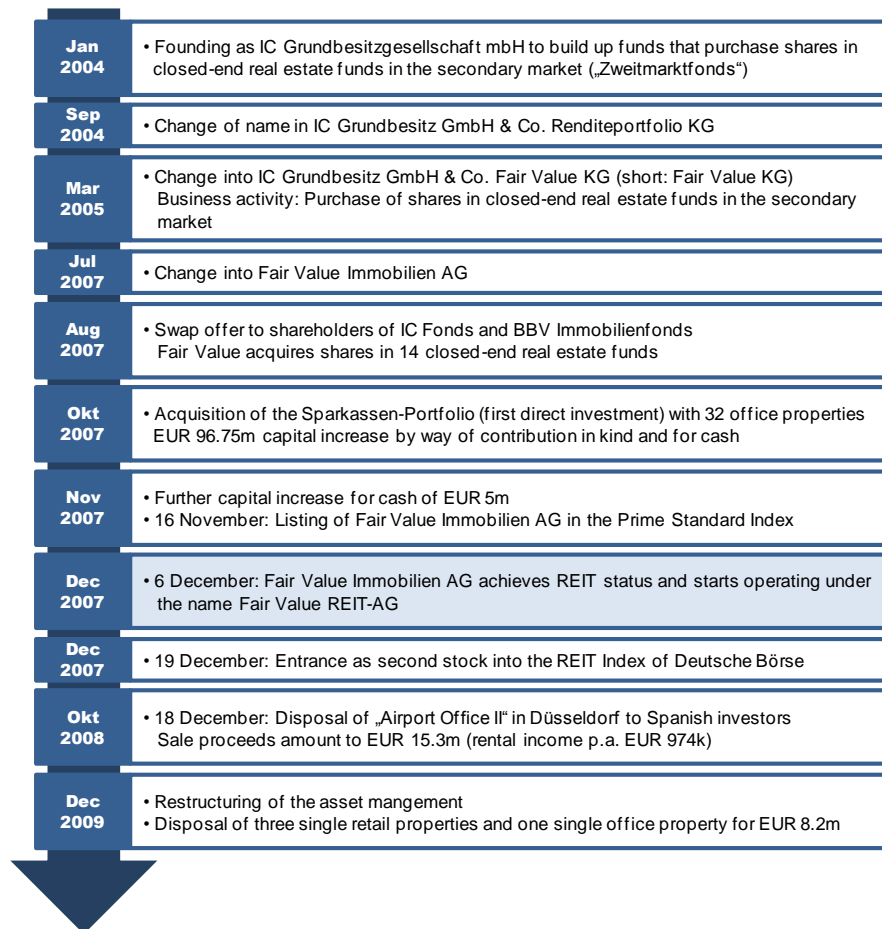 Jan
2004
• Founding as IC Grundbesitzgesellschaft mbH to build up funds that purchase shares in
closed-end real estate funds in the secondary market („Zweitmarktfonds“)
Sep
2004
• Change of name in IC Grundbesitz GmbH & Co. Renditeportfolio KG
Mar
2005
• Change into IC Grundbesitz GmbH & Co. Fair Value KG (short: Fair Value KG)
Business activity: Purchase of shares in closed-end real estate funds in the secondary
market
Jul
2007
• Change into Fair Value Immobilien AG
Aug
2007
• Swap offer to shareholders of IC Fonds and BBV Immobilienfonds
Fair Value acquires shares in 14 closed-end real estate funds
Okt
2007
• Acquisition of the Sparkassen-Portfolio (first direct investment) with 32 office properties
EUR 96.75m capital increase by way of contribution in kind and for cash
Nov
2007
• Further capital increase for cash of EUR 5m
• 16 November: Listing of Fair Value Immobilien AG in the Prime Standard Index
Dec
2007
• 6 December: Fair Value Immobilien AG achieves REIT status and starts operating under
the name Fair Value REIT-AG
Dec
2007
• 19 December: Entrance as second stock into the REIT Index of Deutsche Börse
Okt
2008
• 18 December: Disposal of „Airport Office II“ in Düsseldorf to Spanish investors
Sale proceeds amount to EUR 15.3m (rental income p.a. EUR 974k)
Dec
2009
• Restructuring of the asset mangement
• Disposal of three single retail properties and one single office property for EUR 8.2m